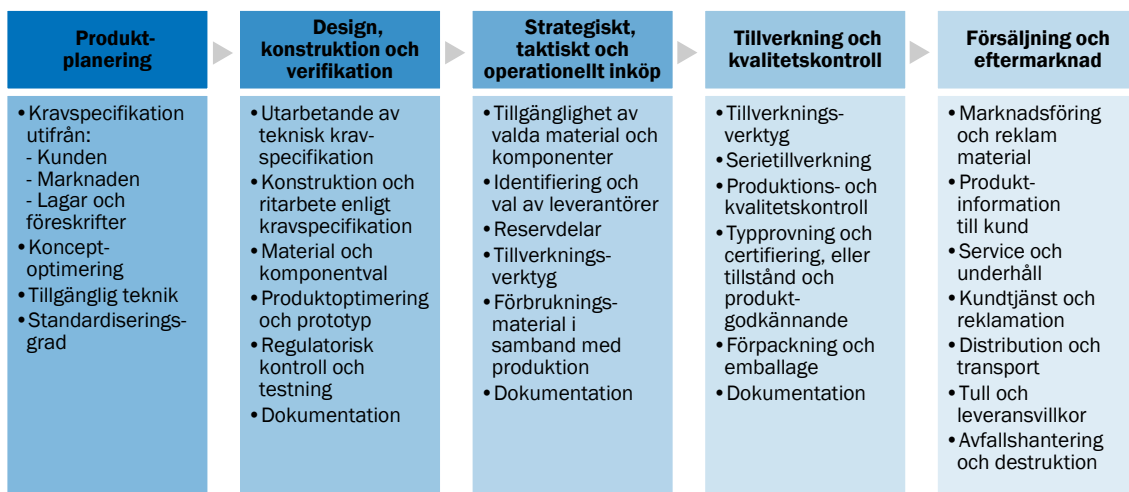 Produkt-
planering
• Kravspecifikation
utifrån:
- Kunden
- Marknaden
- Lagar och
föreskrifter
• Koncept-
optimering
• Tillgänglig teknik
• Standardiserings-
grad
Design,
konstruktion och
verifikation
• Utarbetande av
teknisk krav-
specifikation
• Konstruktion och
ritarbete enligt
kravspecifikation
• Material och
komponentval
• Produktoptimering
och prototyp
• Regulatorisk
kontroll och
testning
• Dokumentation
Strategiskt,
taktiskt och
operationellt inköp
• Tillgänglighet av
valda material och
komponenter
• Identifiering och
val av leverantörer
• Reservdelar
• Tillverknings-
verktyg
• Förbruknings-
material i
samband med
produktion
• Dokumentation
Tillverkning och
kvalitetskontroll
• Tillverknings-
verktyg
• Serietillverkning
• Produktions- och
kvalitetskontroll
• Typprovning och
certifiering, eller
tillstånd och
produkt-
godkännande
• Förpackning och
emballage
• Dokumentation
Försäljning och
eftermarknad
• Marknadsföring
och reklam
material
• Produkt-
information
till kund
• Service och
underhåll
• Kundtjänst och
reklamation
• Distribution och
transport
• Tull och
leveransvillkor
• Avfallshantering
och destruktion